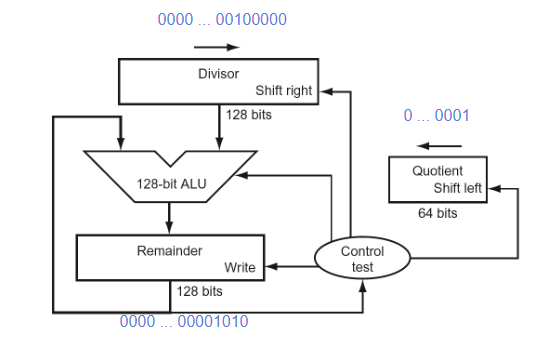 0000 ... 00100000
Divisor
Shift right
128 bits
0 ... 0001
Quotient
Shift left
64 bits
128-bit ALU
Control
test
Remainder
Write
128 bits
0000 ... 00001010